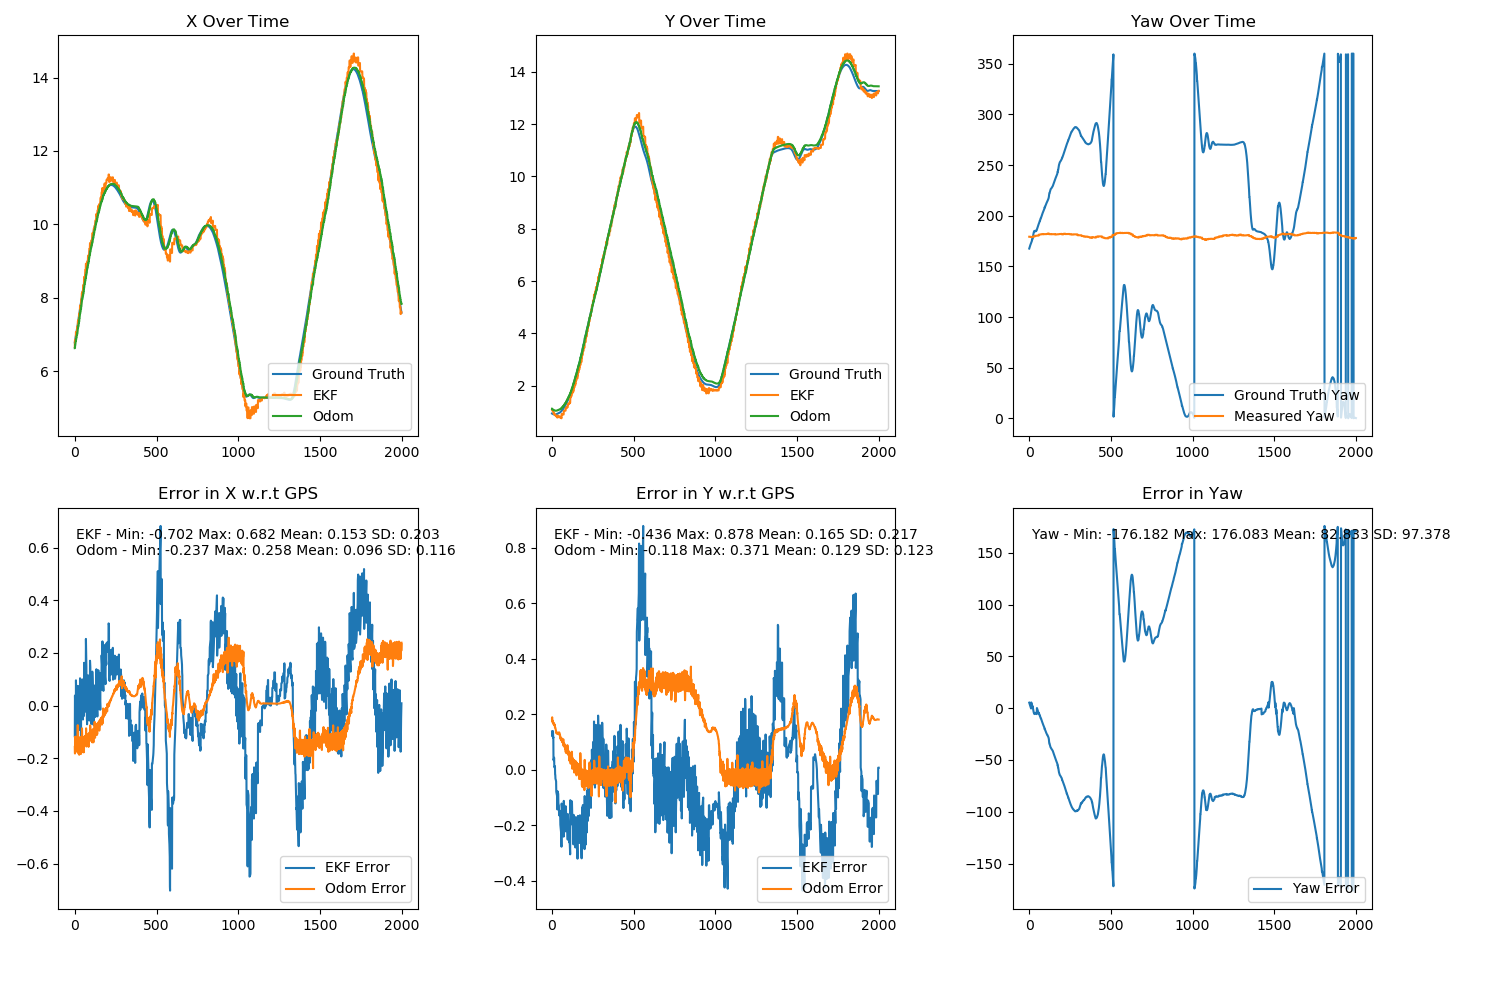 X Over Time
14
12
10
8
6
0 500 1000 1500 2000
Ground Truth
EKF
Odom
Y Over Time
14
12
10
8
6
4
2
0 500 1000 1500 2000
Ground Truth
EKF
Odom
Yaw Over Time
350
300
250
200
150
100
50
0
0 500 1000 1500 2000
Ground Truth Yaw
Measured Yaw
Error in X w.r.t GPS
EKF - Min: -0.702 Max: 0.682 Mean: 0.153 SD: 0.203
Odom - Min: -0.237 Max: 0.258 Mean: 0.096 SD: 0.116
0.6
0.4
0.2
0.0
−0.2
−0.4
−0.6
0 500 1000 1500 2000
EKF Error
Odom Error
Error in Y w.r.t GPS
EKF - Min: -0.436 Max: 0.878 Mean: 0.165 SD: 0.217
Odom - Min: -0.118 Max: 0.371 Mean: 0.129 SD: 0.123
0.8
0.6
0.4
0.2
0.0
−0.2
−0.4
0 500 1000 1500 2000
EKF Error
Odom Error
Error in Yaw
Yaw - Min: -176.182 Max: 176.083 Mean: 82.833 SD: 97.378
150
100
50
0
−50
−100
−150
0 500 1000 1500 2000
Yaw Error